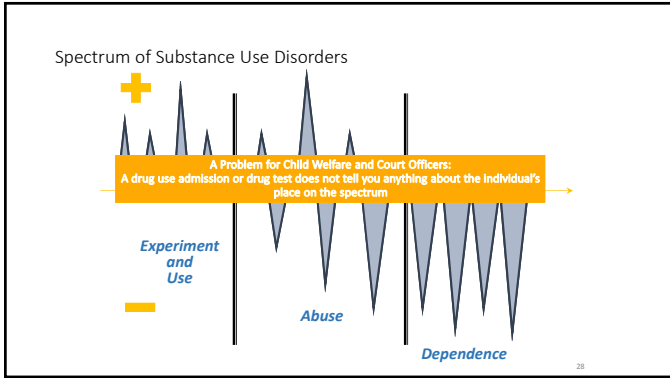 Spectrum of Substance Use Disorders
A Problem for Child Welfare and Court Officers:
A drug use admission or drug test does not tell you anything about the individual's
place on the spectrum
Experiment
and
Use
Abuse
Dependence
28